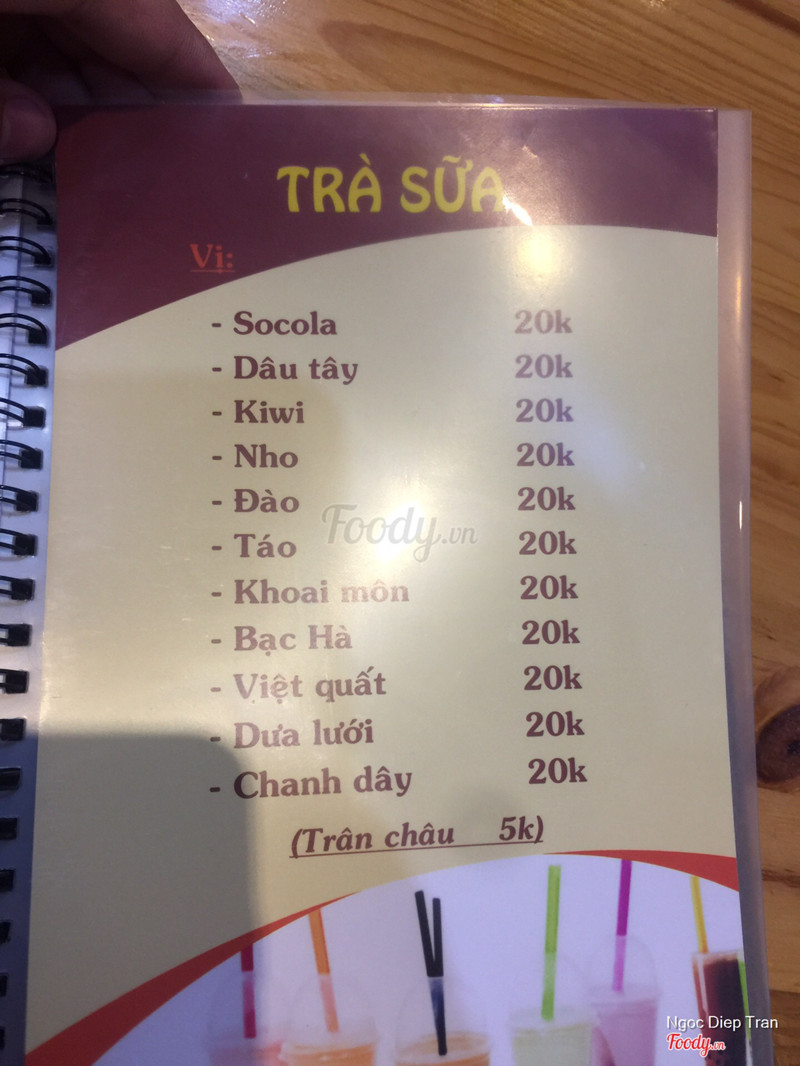 TRÀ SỮA
Vị:
- Socola 20k
- Dâu tây 20k
- Kiwi 20k
- Nho 20k
- Đào 20k
- Táo 20k
- Khoai môn 20k
- Bạc Hà 20k
- Việt quất 20k
- Dưa lưới 20k
- Chanh dây 20k
(Trân châu 5k)
Foody.vn
Ngọc Diep Tran
Foody.vn